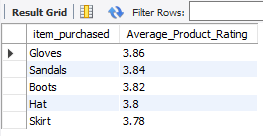 Result Grid Filter Rows:
item_purchased Average_Product_Rating
Gloves 3.86
Sandals 3.84
Boots 3.82
Hat 3.8
Skirt 3.78